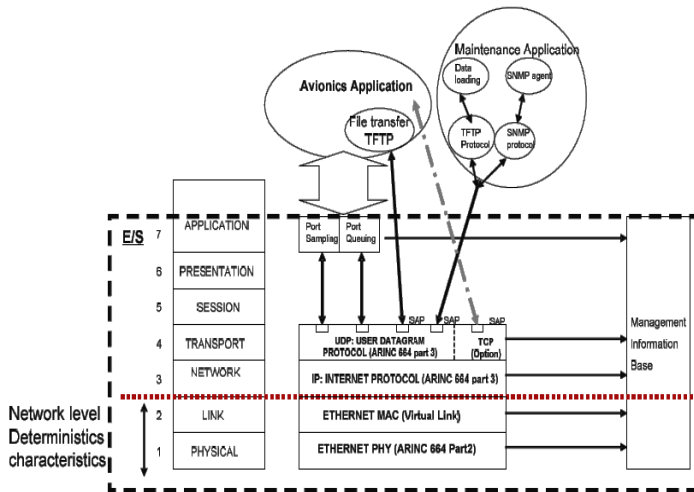 Maintenance Application
Data
loading
SNMP agent
Avionics Application
File transfer
TFTP
TFTP
Protocol
SNMP
protocol
E/S
7
APPLICATION
Port
Sampling
Port
Queuing
6
PRESENTATION
5
SESSION
SAP
SAP
SAP
4
TRANSPORT
UDP: USER DATAGRAM
PROTOCOL (ARINC 664 part 3)
TCP
(Option)
Management
Information
Base
3
NETWORK
IP: INTERNET PROTOCOL (ARINC 664 part 3)
Network level
Deterministics
characteristics
2
LINK
ETHERNET MAC (Virtual Link)
1
PHYSICAL
ETHERNET PHY (ARINC 664 Part2)